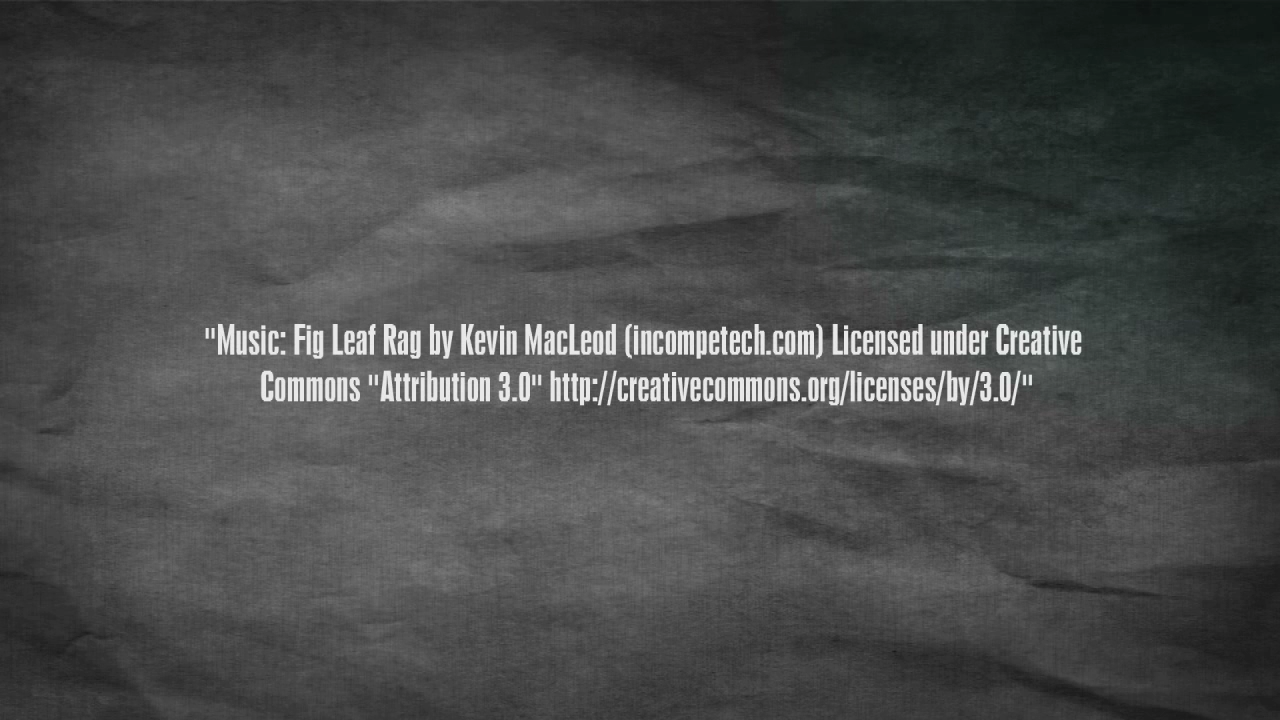 "Music: Fig Leaf Rag by Kevin MacLeod (incompetech.com) Licensed under Creative
Commons "Attribution 3.0" http://creativecommons.org/licenses/by/3.0/"